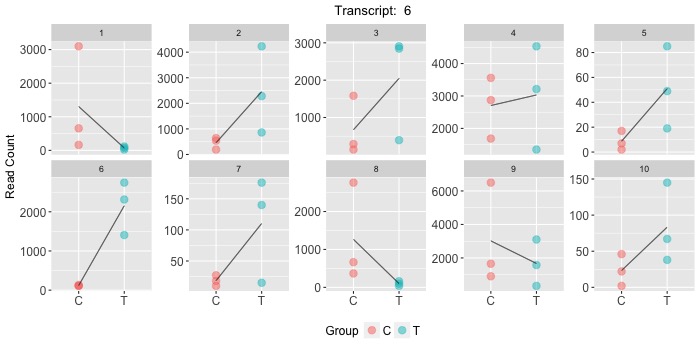 Transcript: 6
Read Count
1 2 3 4 5
3000 2000 1000 0
4000 3000 2000 1000 0
3000 2000 1000
4000 3000 2000
80 60 40 20 0
6 7 8 9 10
2000 1000 0
150 100 50
2000 1000 0
6000 4000 2000
150 100 50 0
C T C T C T C T C T
Group C T